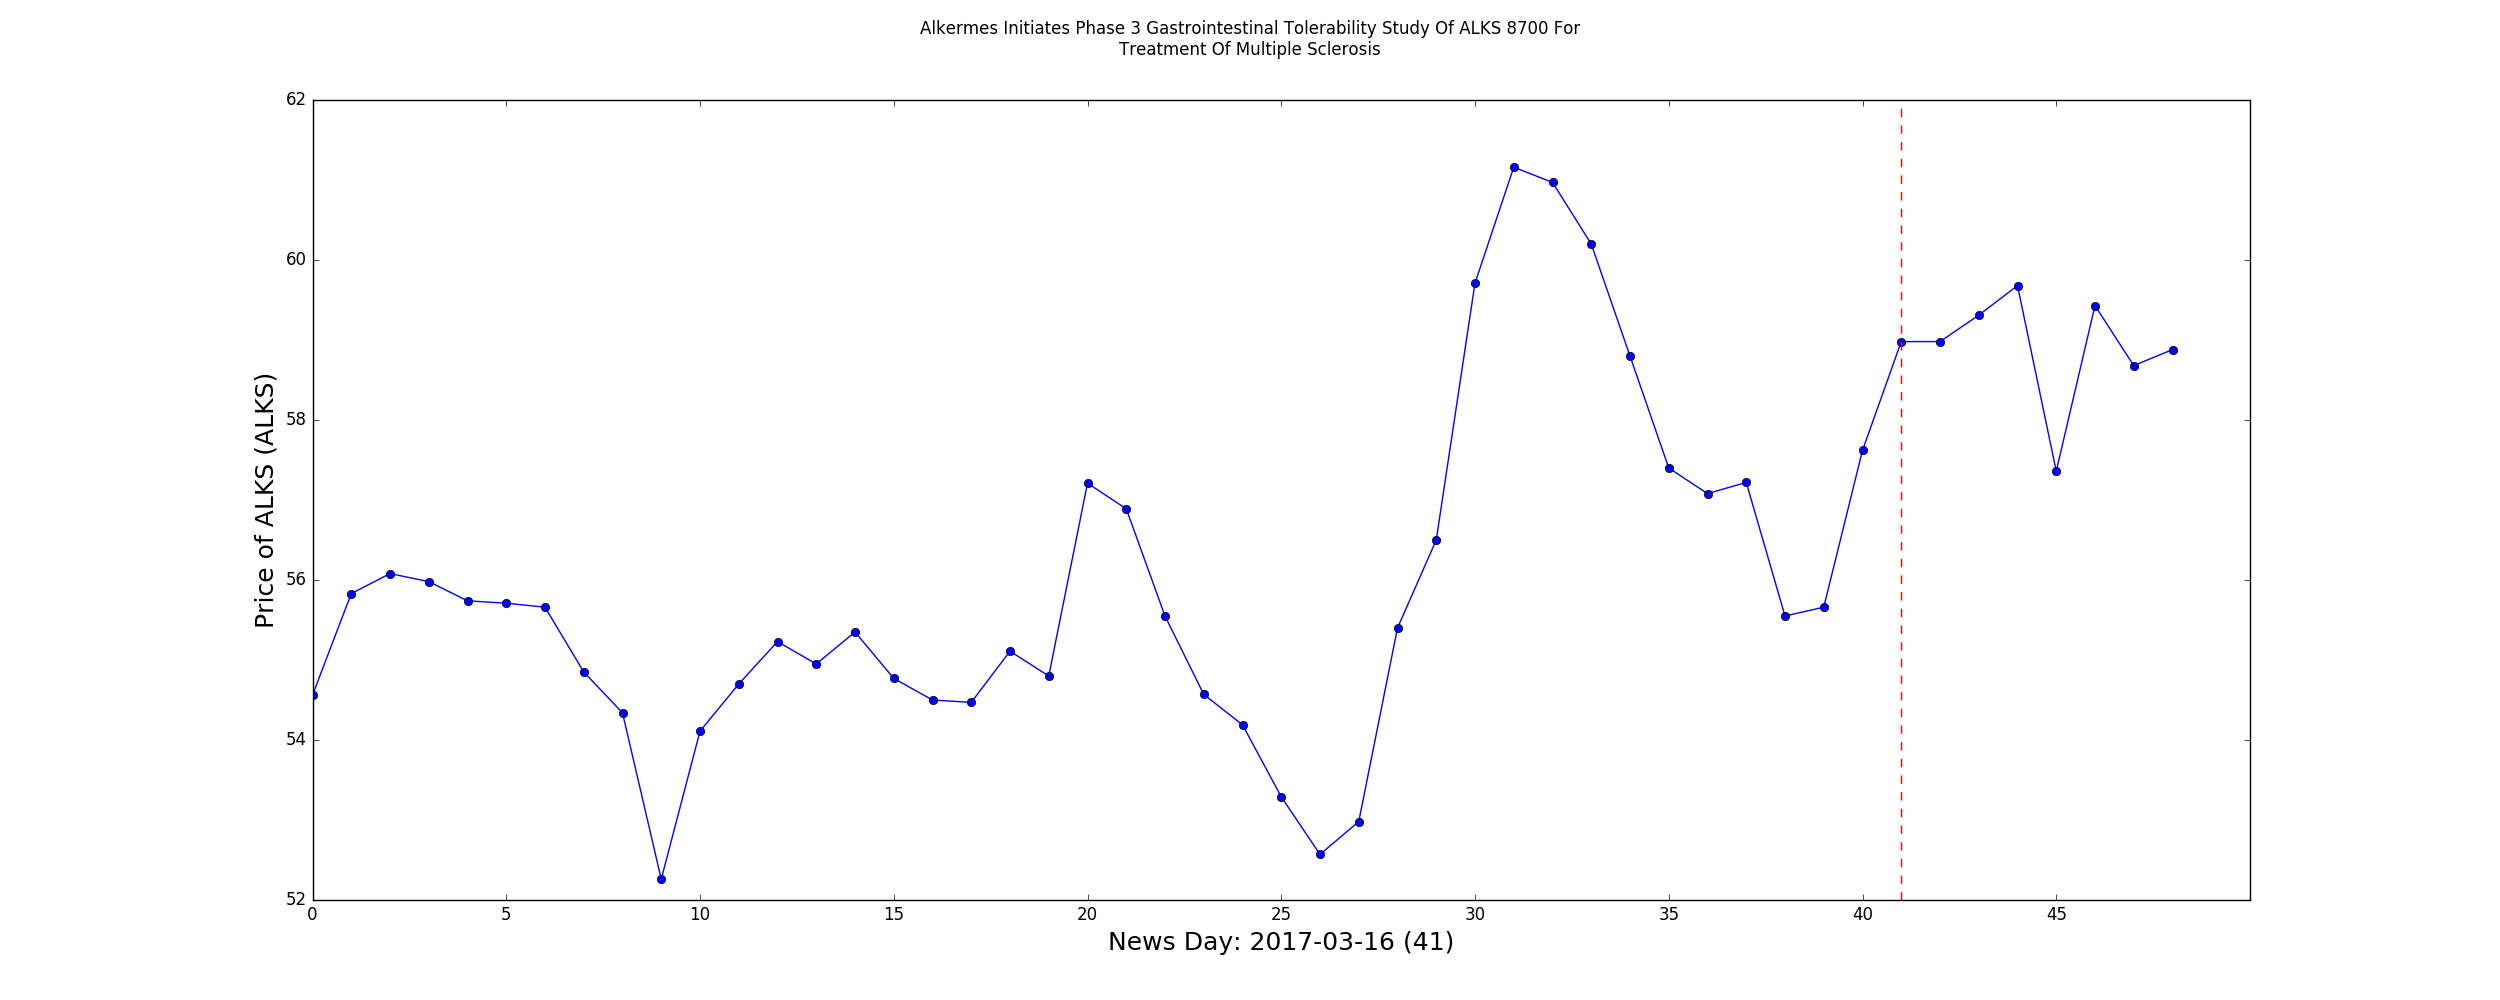 Alkermes Initiates Phase 3 Gastrointestinal Tolerability Study Of ALKS 8700 For
Treatment Of Multiple Sclerosis
62
60
58
56
54
52
Price of ALKS (ALKS)
0 5 10 15 20 25 30 35 40 45
News Day: 2017-03-16 (41)